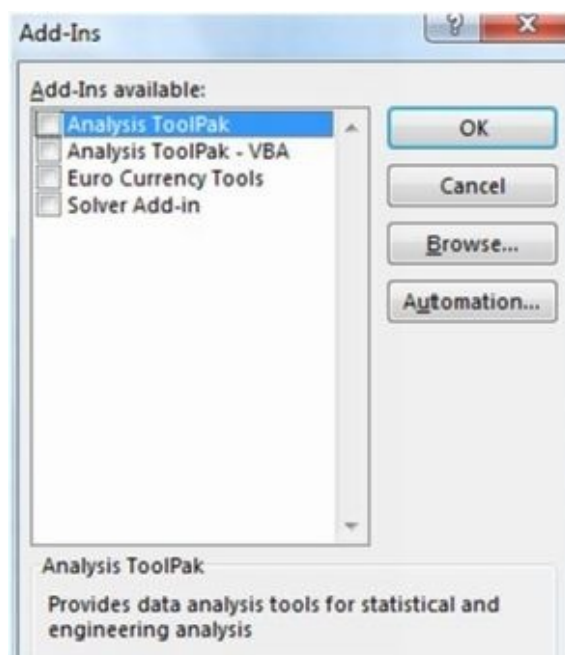 Add-Ins
Add-Ins available:
Analysis ToolPak
Analysis ToolPak - VBA
Euro Currency Tools
Solver Add-in
OK
Cancel
Browse...
Automation...
Analysis ToolPak
Provides data analysis tools for statistical and
engineering analysis